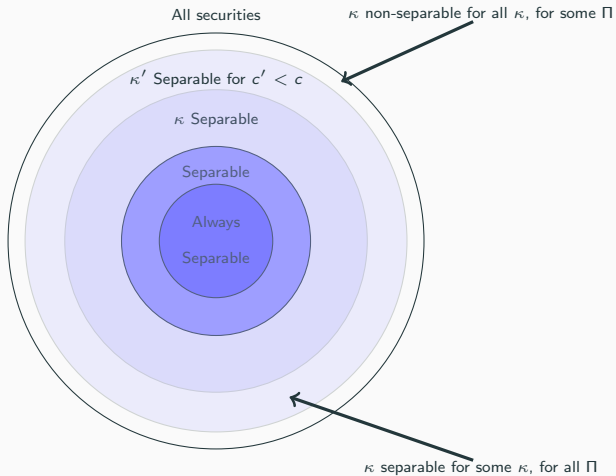 All securities
κ non-separable for all κ, for some Π
κ′ Separable for c′ < c
κ Separable
Separable
Always
Separable
κ separable for some κ, for all Π